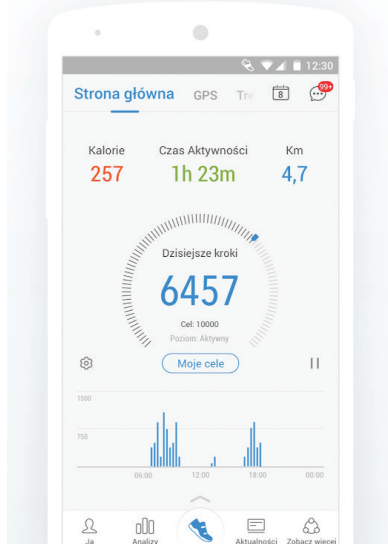 12:30
Strona główna GPS Tre 8 99+
Kalorie Czas Aktywności Km
257 1h 23m 4,7
Dzisiejsze kroki
6457
Cel: 10000
Poziom: Aktywny
Moje cele
1500
750
06:00 12:00 18:00 00:00
Ja Analizy Aktualności Zobacz więcej